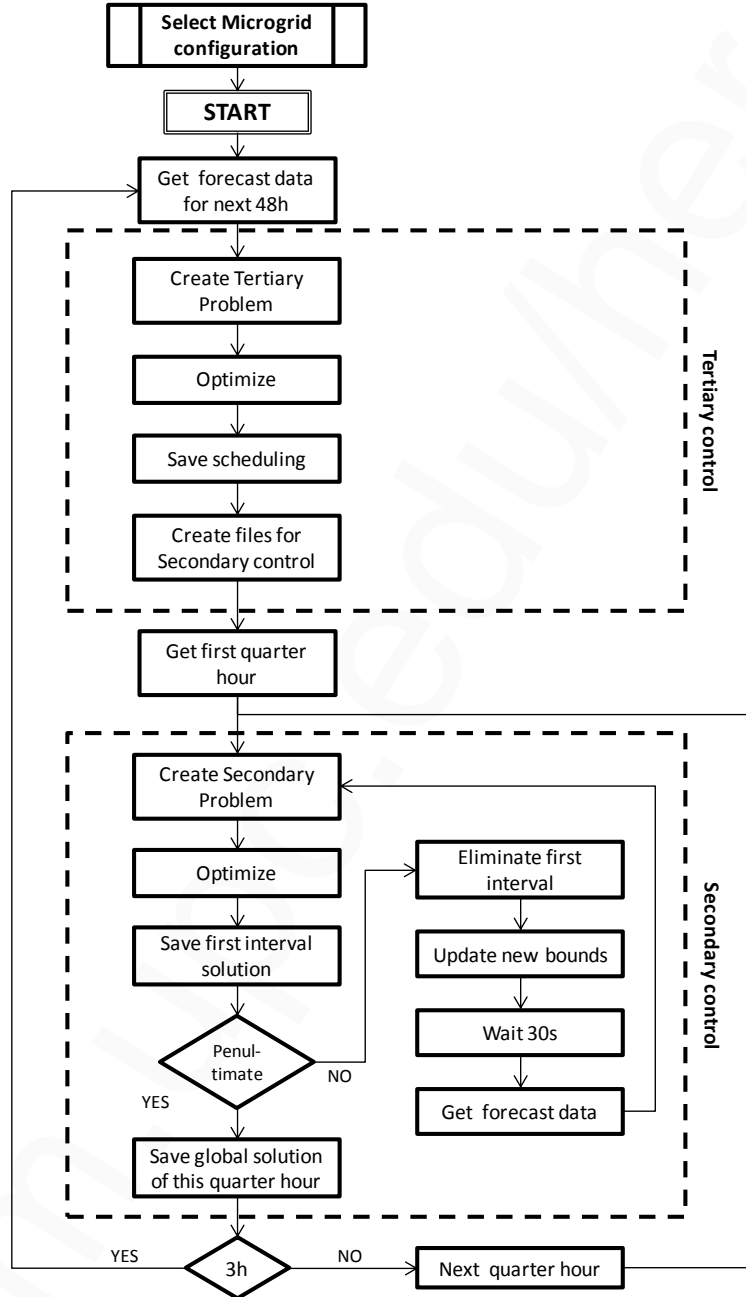 Select Microgrid
configuration
START
Get forecast data
for next 48h
Create Tertiary
Problem
Optimize
Save scheduling
Create files for
Secondary control
Tertiary control
Get first quarter
hour
Create Secondary
Problem
Optimize
Save first interval
solution
Penul-
timate
NO
YES
Eliminate first
interval
Update new bounds
Wait 30s
Get forecast data
Save global solution
of this quarter hour
Secondary control
3h
YES
NO
Next quarter hour
upc.edu/her